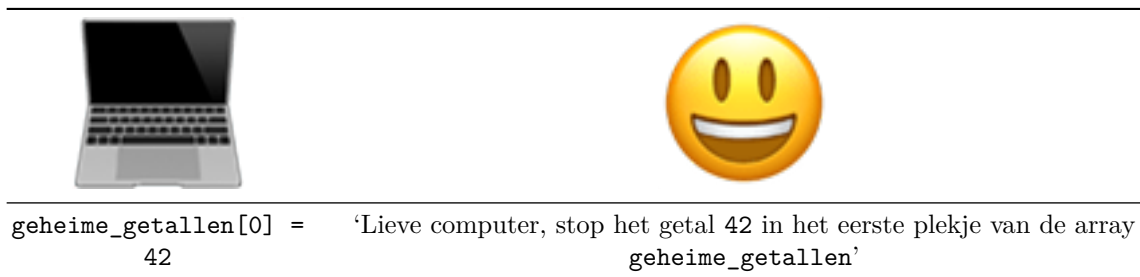 geheime_getallen[0] =
42
‘Lieve computer, stop het getal 42 in het eerste plekje van de array
geheime_getallen’